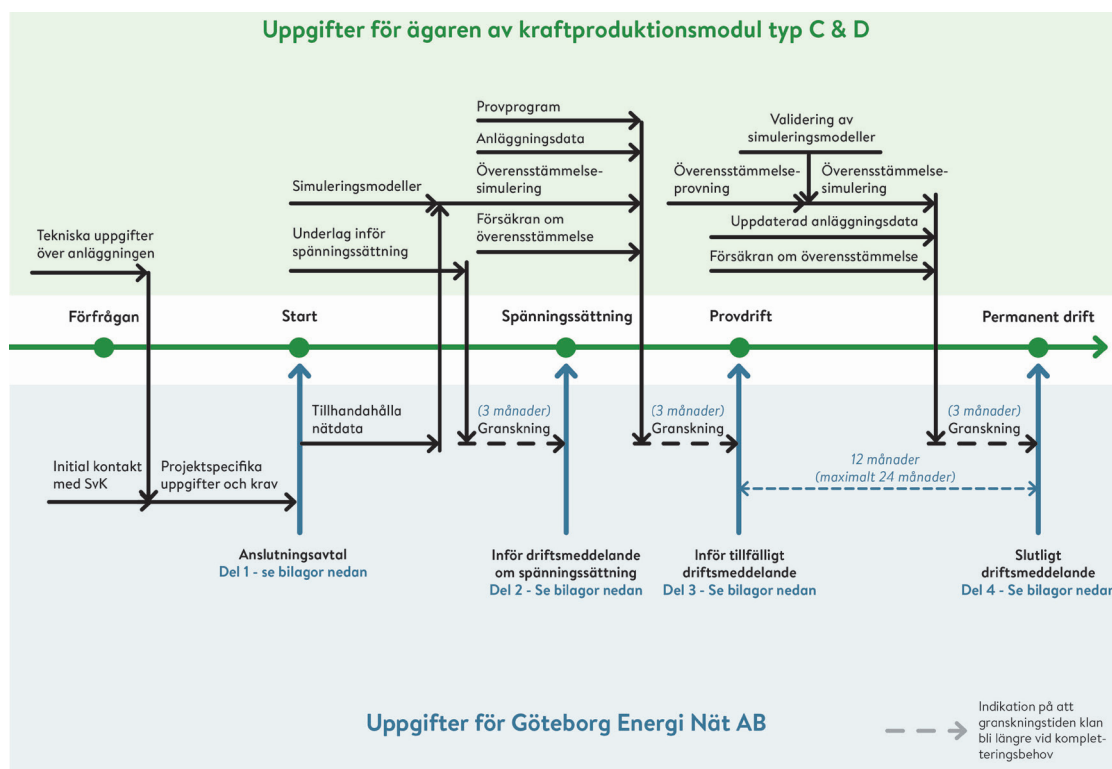 Uppgifter för ägaren av kraftproduktionsmodul typ C & D
Provprogram
Anläggningsdata
Överensstämmelse-
simulering
Försäkran om
överensstämmelse
Simuleringsmodeller
Underlag inför
spänningssättning
Tekniska uppgifter
över anläggningen
Validering av
simuleringsmodeller
Överensstämmelse-
provning
Överensstämmelse-
simulering
Uppdaterad anläggningsdata
Försäkran om överensstämmelse
Förfrågan
Start
Spänningssättning
Provdrift
Permanent drift
Tillhandahålla
nätdata
(3 månader)
Granskning
(3 månader)
Granskning
(3 månader)
Granskning
Initial kontakt
med SvK
Projektspecifika
uppgifter och krav
12 månader
(maximalt 24 månader)
Anslutningsavtal
Del 1 - se bilagor nedan
Inför driftsmeddelande
om spänningssättning
Del 2 - Se bilagor nedan
Inför tillfälligt
driftsmeddelande
Del 3 - Se bilagor nedan
Slutligt
driftsmeddelande
Del 4 - Se bilagor nedan
Uppgifter för Göteborg Energi Nät AB
Indikation på att
granskningstiden klan
bli längre vid komplet-
teringsbehov